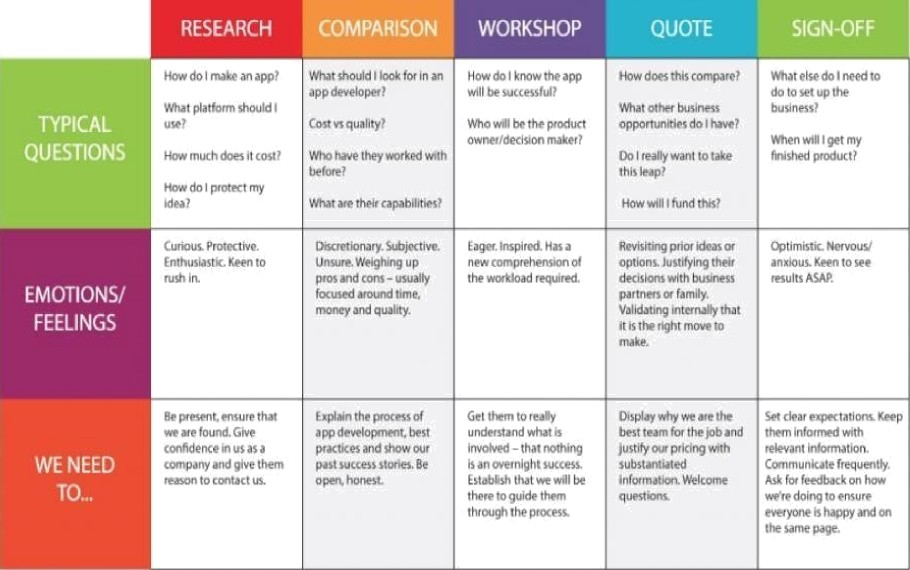 RESEARCH
COMPARISON
WORKSHOP
QUOTE
SIGN-OFF
TYPICAL
QUESTIONS
How do I make an app?
What platform should I
use?
How much does it cost?
How do I protect my
idea?
What should I look for in an
app developer?
Cost vs quality?
Who have they worked with
before?
What are their capabilities?
How do I know the app
will be successful?
Who will be the product
owner/decision maker?
How does this compare?
What other business
opportunities do I have?
Do I really want to take
this leap?
How will I fund this?
What else do I need to
do to set up the
business?
When will I get my
finished product?
EMOTIONS/
FEELINGS
Curious. Protective.
Enthusiastic. Keen to
rush in.
Discretionary. Subjective.
Unsure. Weighing up
pros and cons – usually
focused around time,
money and quality.
Eager. Inspired. Has a
new comprehension of
the workload required.
Revisiting prior ideas or
options. Justifying their
decisions with business
partners or family.
Validating internally that
it is the right move to
make.
Optimistic. Nervous/
anxious. Keen to see
results ASAP.
WE NEED
TO...
Be present, ensure that
we are found. Give
confidence in us as a
company and give them
reason to contact us.
Explain the process of
app development, best
practices and show our
past success stories. Be
open, honest.
Get them to really
understand what is
involved – that nothing
is an overnight success.
Establish that we will be
there to guide them
through the process.
Display why we are the
best team for the job and
justify our pricing with
substantiated
information. Welcome
questions.
Set clear expectations. Keep
them informed with
relevant information.
Communicate frequently.
Ask for feedback on how
we're doing to ensure
everyone is happy and on
the same page.